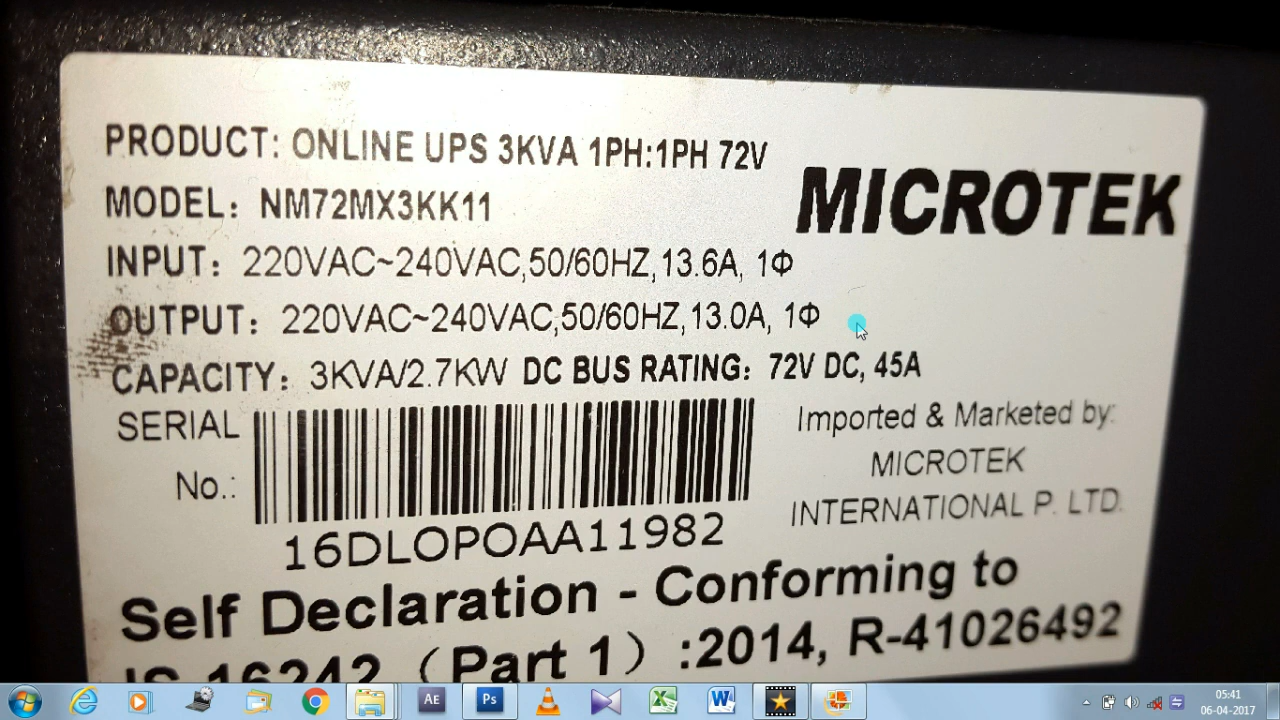 PRODUCT: ONLINE UPS 3KVA 1PH:1PH 72V
MICROTEK
MODEL: NM72MX3KK11
INPUT: 220VAC~240VAC,50/60HZ,13.6A, 1Φ
OUTPUT: 220VAC~240VAC,50/60HZ,13.0A, 1Φ
CAPACITY: 3KVA/2.7KW DC BUS RATING: 72V DC, 45A
SERIAL
No.:
16DLOPOAA11982
Imported & Marketed by:
MICROTEK
INTERNATIONAL P. LTD.
Self Declaration - Conforming to
IS 16242 (Part 1) :2014, R-41026492
AE
Ps
W
05:41
06-04-2017